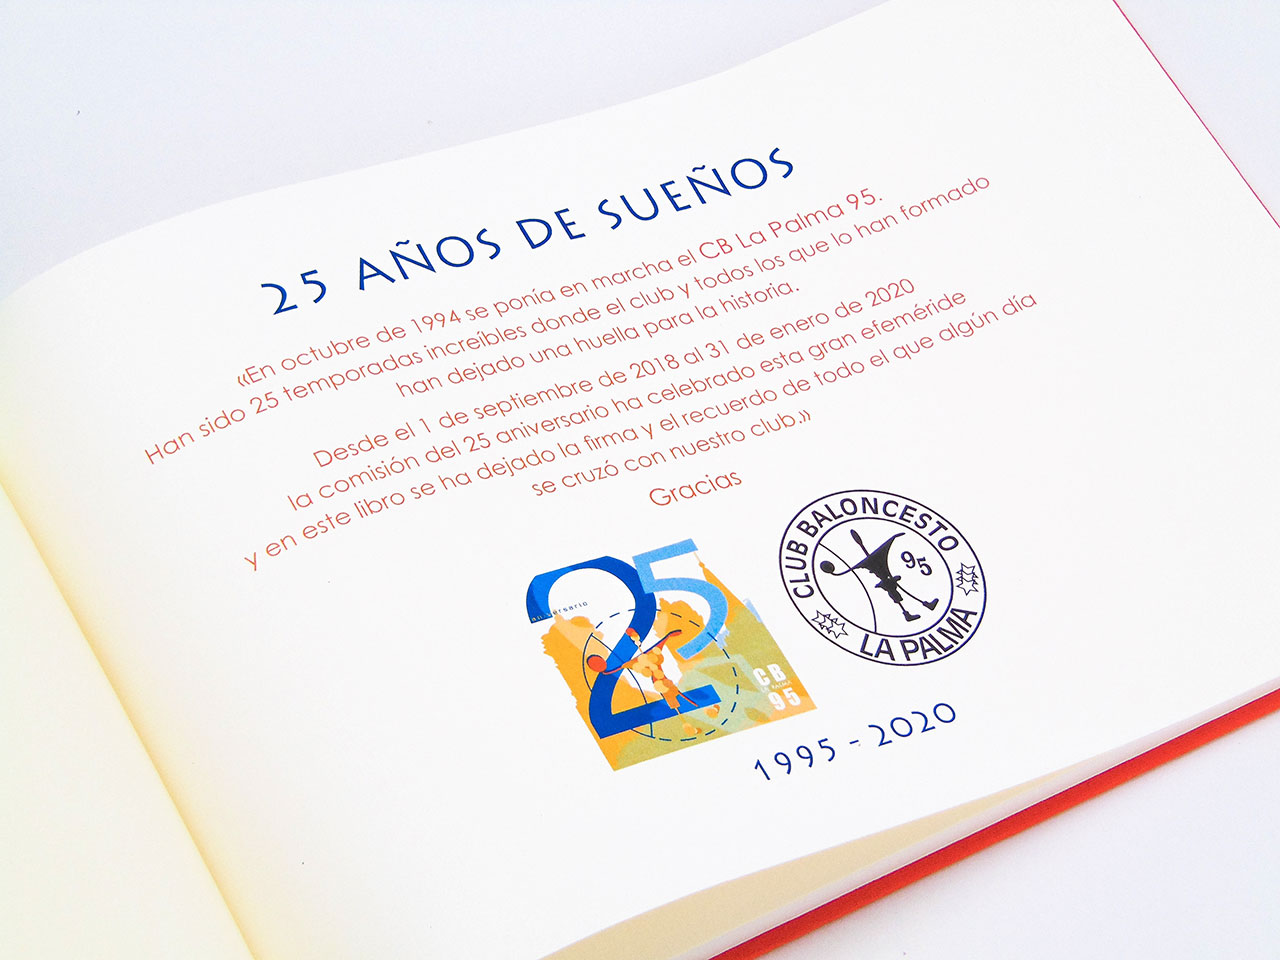 25 AÑOS DE SUEÑOS
«En octubre de 1994 se ponía en marcha el CB La Palma 95.
Han sido 25 temporadas increíbles donde el club y todos los que lo han formado
han dejado una huella para la historia.
Desde el 1 de septiembre de 2018 al 31 de enero de 2020
la comisión del 25 aniversario ha celebrado esta gran efeméride
y en este libro se ha dejado la firma y el recuerdo de todo el que algún día
se cruzó con nuestro club.»
Gracias
25
aniversario
CB
LA PALMA
95
CLUB BALONCESTO
95
LA PALMA
1995 - 2020